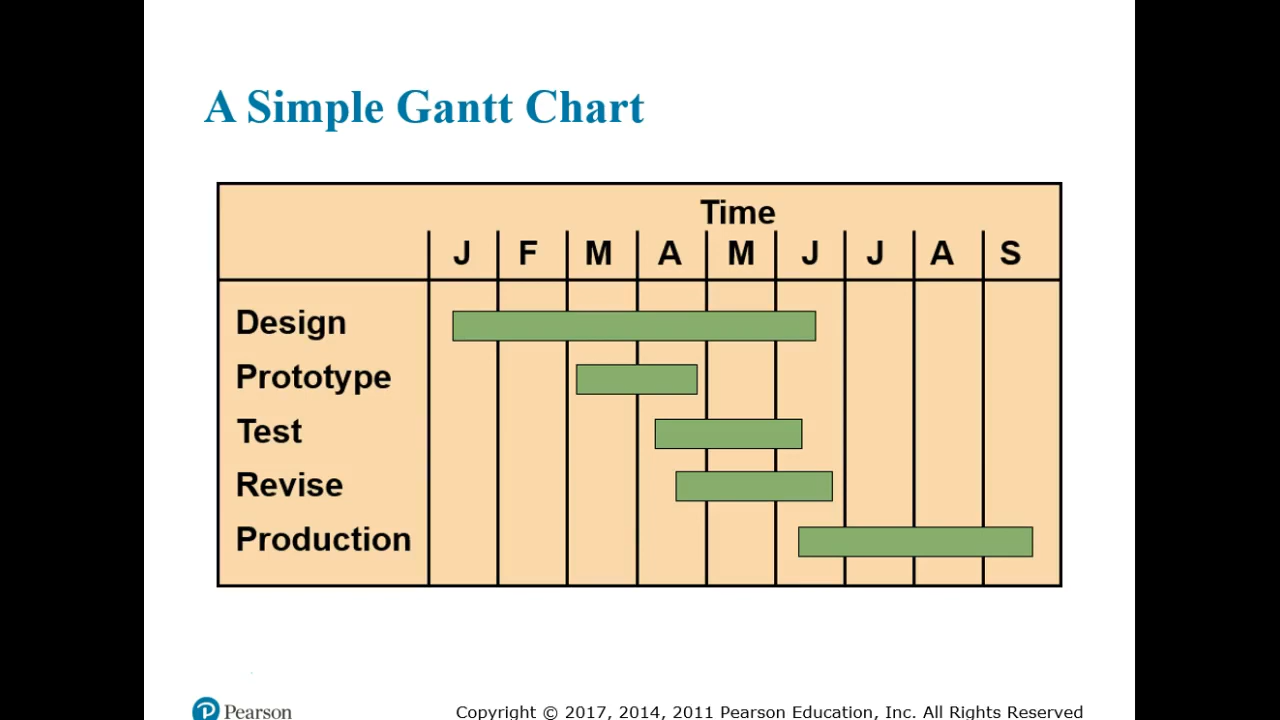 A Simple Gantt Chart
Time
J F M A M J J A S
Design
Prototype
Test
Revise
Production
Pearson
Copyright © 2017, 2014, 2011 Pearson Education, Inc. All Rights Reserved